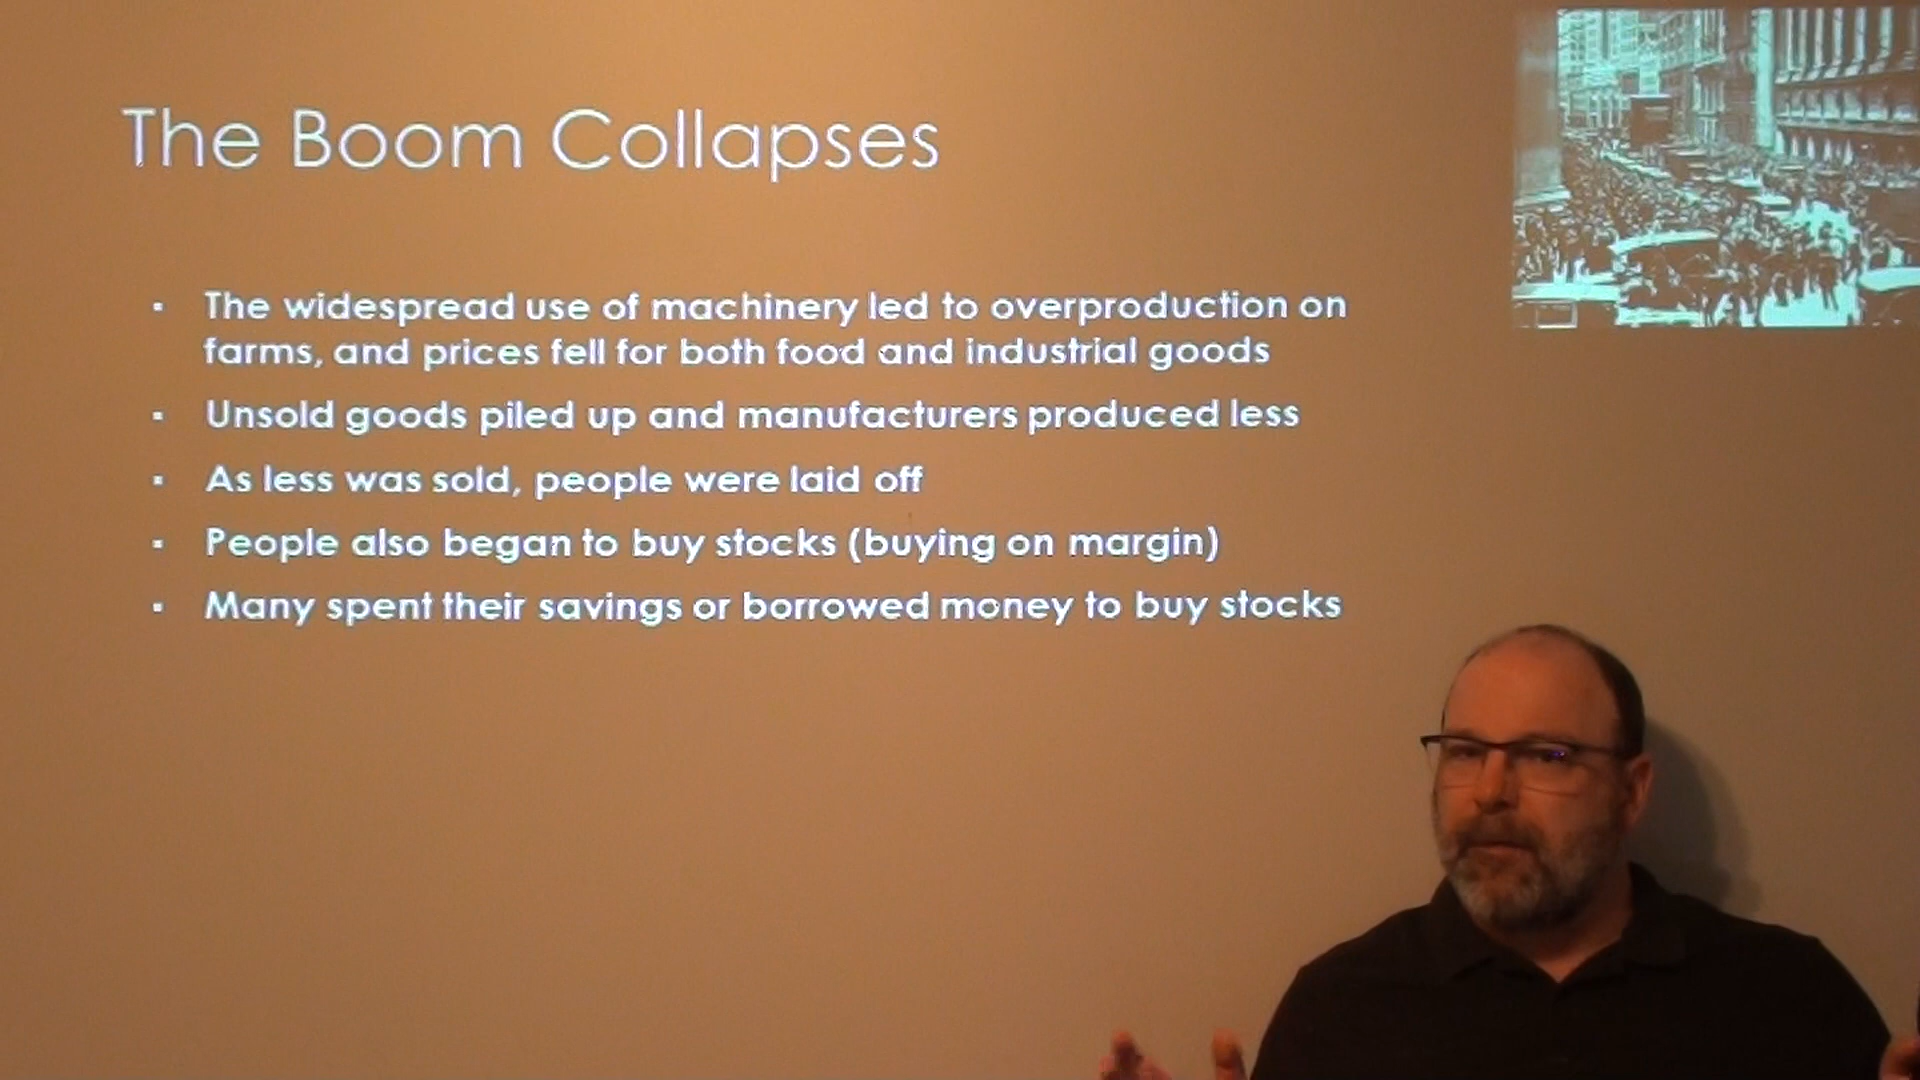 The Boom Collapses
▪ The widespread use of machinery led to overproduction on
farms, and prices fell for both food and industrial goods
▪ Unsold goods piled up and manufacturers produced less
▪ As less was sold, people were laid off
▪ People also began to buy stocks (buying on margin)
▪ Many spent their savings or borrowed money to buy stocks